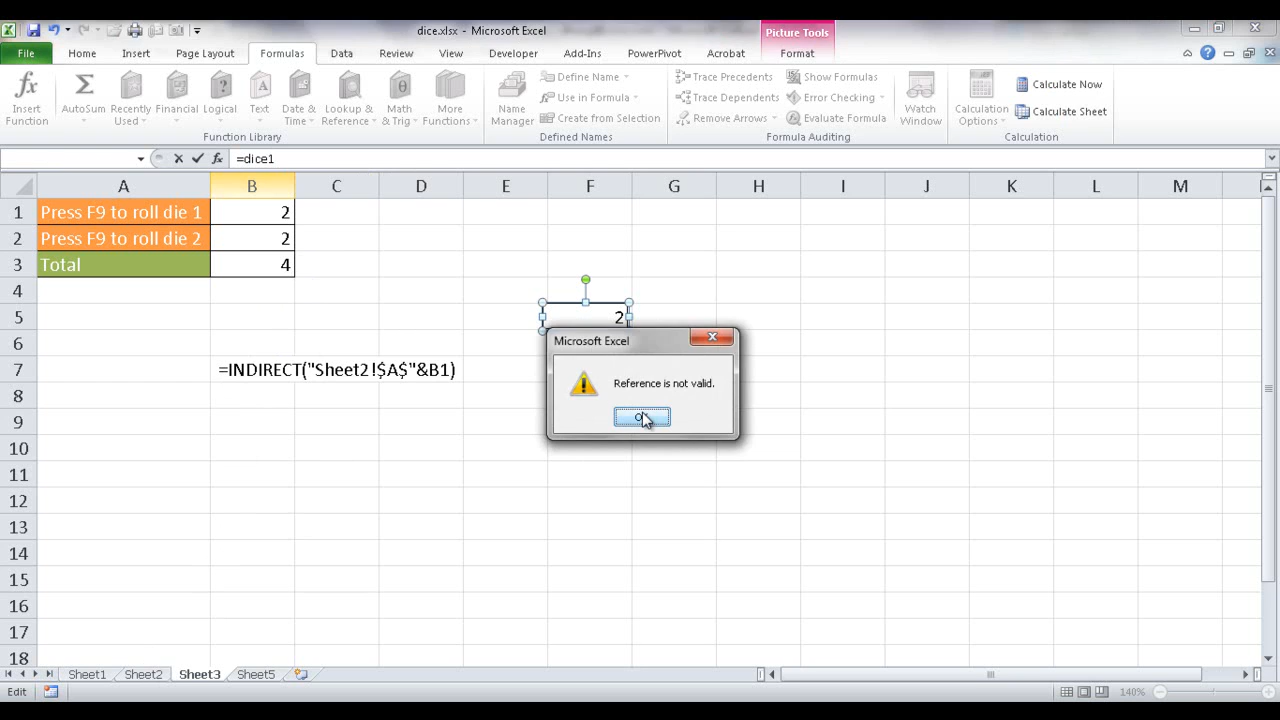 dice.xlsx - Microsoft Excel
Picture Tools
File Home Insert Page Layout Formulas Data Review View Developer Add-Ins PowerPivot Acrobat Format
Insert Function
AutoSum
Recently Used
Financial
Logical
Text
Date & Time
Lookup & Reference
Math & Trig
More Functions
Function Library
Name Manager
Define Name
Use in Formula
Create from Selection
Defined Names
Trace Precedents
Trace Dependents
Remove Arrows
Show Formulas
Error Checking
Evaluate Formula
Formula Auditing
Watch Window
Calculation Options
Calculate Now
Calculate Sheet
Calculation
fx =dice1
A B C D E F G H I J K L M
1 Press F9 to roll die 1 2
2 Press F9 to roll die 2 2
3 Total 4
4
5 2
6
Microsoft Excel
7 =INDIRECT("Sheet2!$A$"&B1)
Reference is not valid.
8
9
10
11
12
13
14
15
16
17
18
Sheet1 Sheet2 Sheet3 Sheet5
Edit 140%